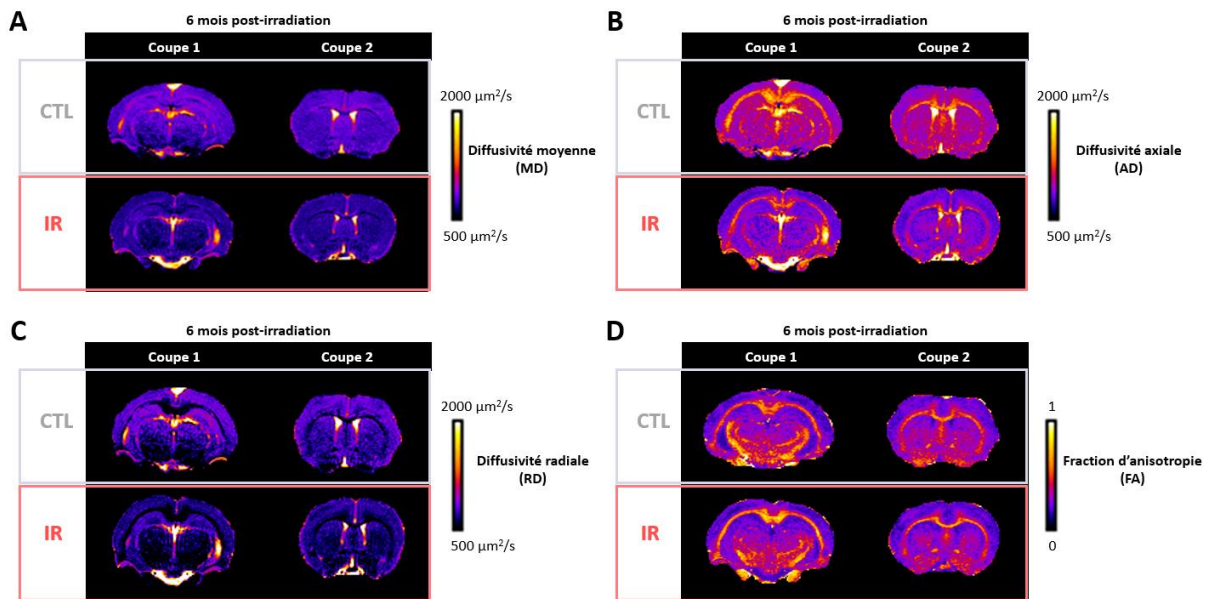 A
6 mois post-irradiation
Coupe 1 Coupe 2
CTL
IR
2000 µm²/s
Diffusivité moyenne
(MD)
500 µm²/s
B
6 mois post-irradiation
Coupe 1 Coupe 2
CTL
IR
2000 µm²/s
Diffusivité axiale
(AD)
500 µm²/s
C
6 mois post-irradiation
Coupe 1 Coupe 2
CTL
IR
2000 µm²/s
Diffusivité radiale
(RD)
500 µm²/s
D
6 mois post-irradiation
Coupe 1 Coupe 2
CTL
IR
1
Fraction d’anisotropie
(FA)
0